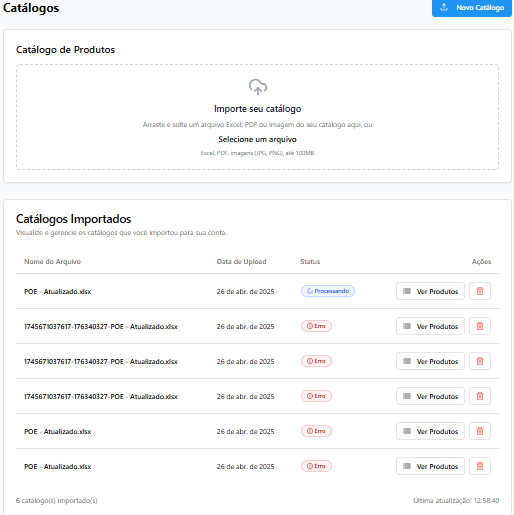 Catálogos
Novo Catálogo
Catálogo de Produtos
Importe seu catálogo
Arraste e solte um arquivo Excel, PDF ou imagem do seu catálogo aqui, ou
Selecione um arquivo
Excel, PDF, imagens (JPG, PNG), até 100MB
Catálogos Importados
Visualize e gerencie os catálogos que você importou para sua conta.
Nome do Arquivo Data de Upload Status Ações
POE - Atualizado.xlsx 26 de abr. de 2025 Processando Ver Produtos
1745671037617-176340327-POE - Atualizado.xlsx 26 de abr. de 2025 Erro Ver Produtos
1745671037617-176340327-POE - Atualizado.xlsx 26 de abr. de 2025 Erro Ver Produtos
1745671037617-176340327-POE - Atualizado.xlsx 26 de abr. de 2025 Erro Ver Produtos
POE - Atualizado.xlsx 26 de abr. de 2025 Erro Ver Produtos
POE - Atualizado.xlsx 26 de abr. de 2025 Erro Ver Produtos
6 catálogo(s) importado(s) Última atualização: 12:58:40